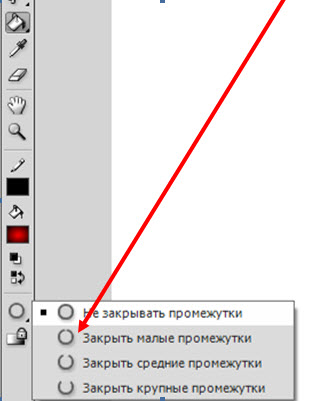 Не закрывать промежутки
Закрыть малые промежутки
Закрыть средние промежутки
Закрыть крупные промежутки